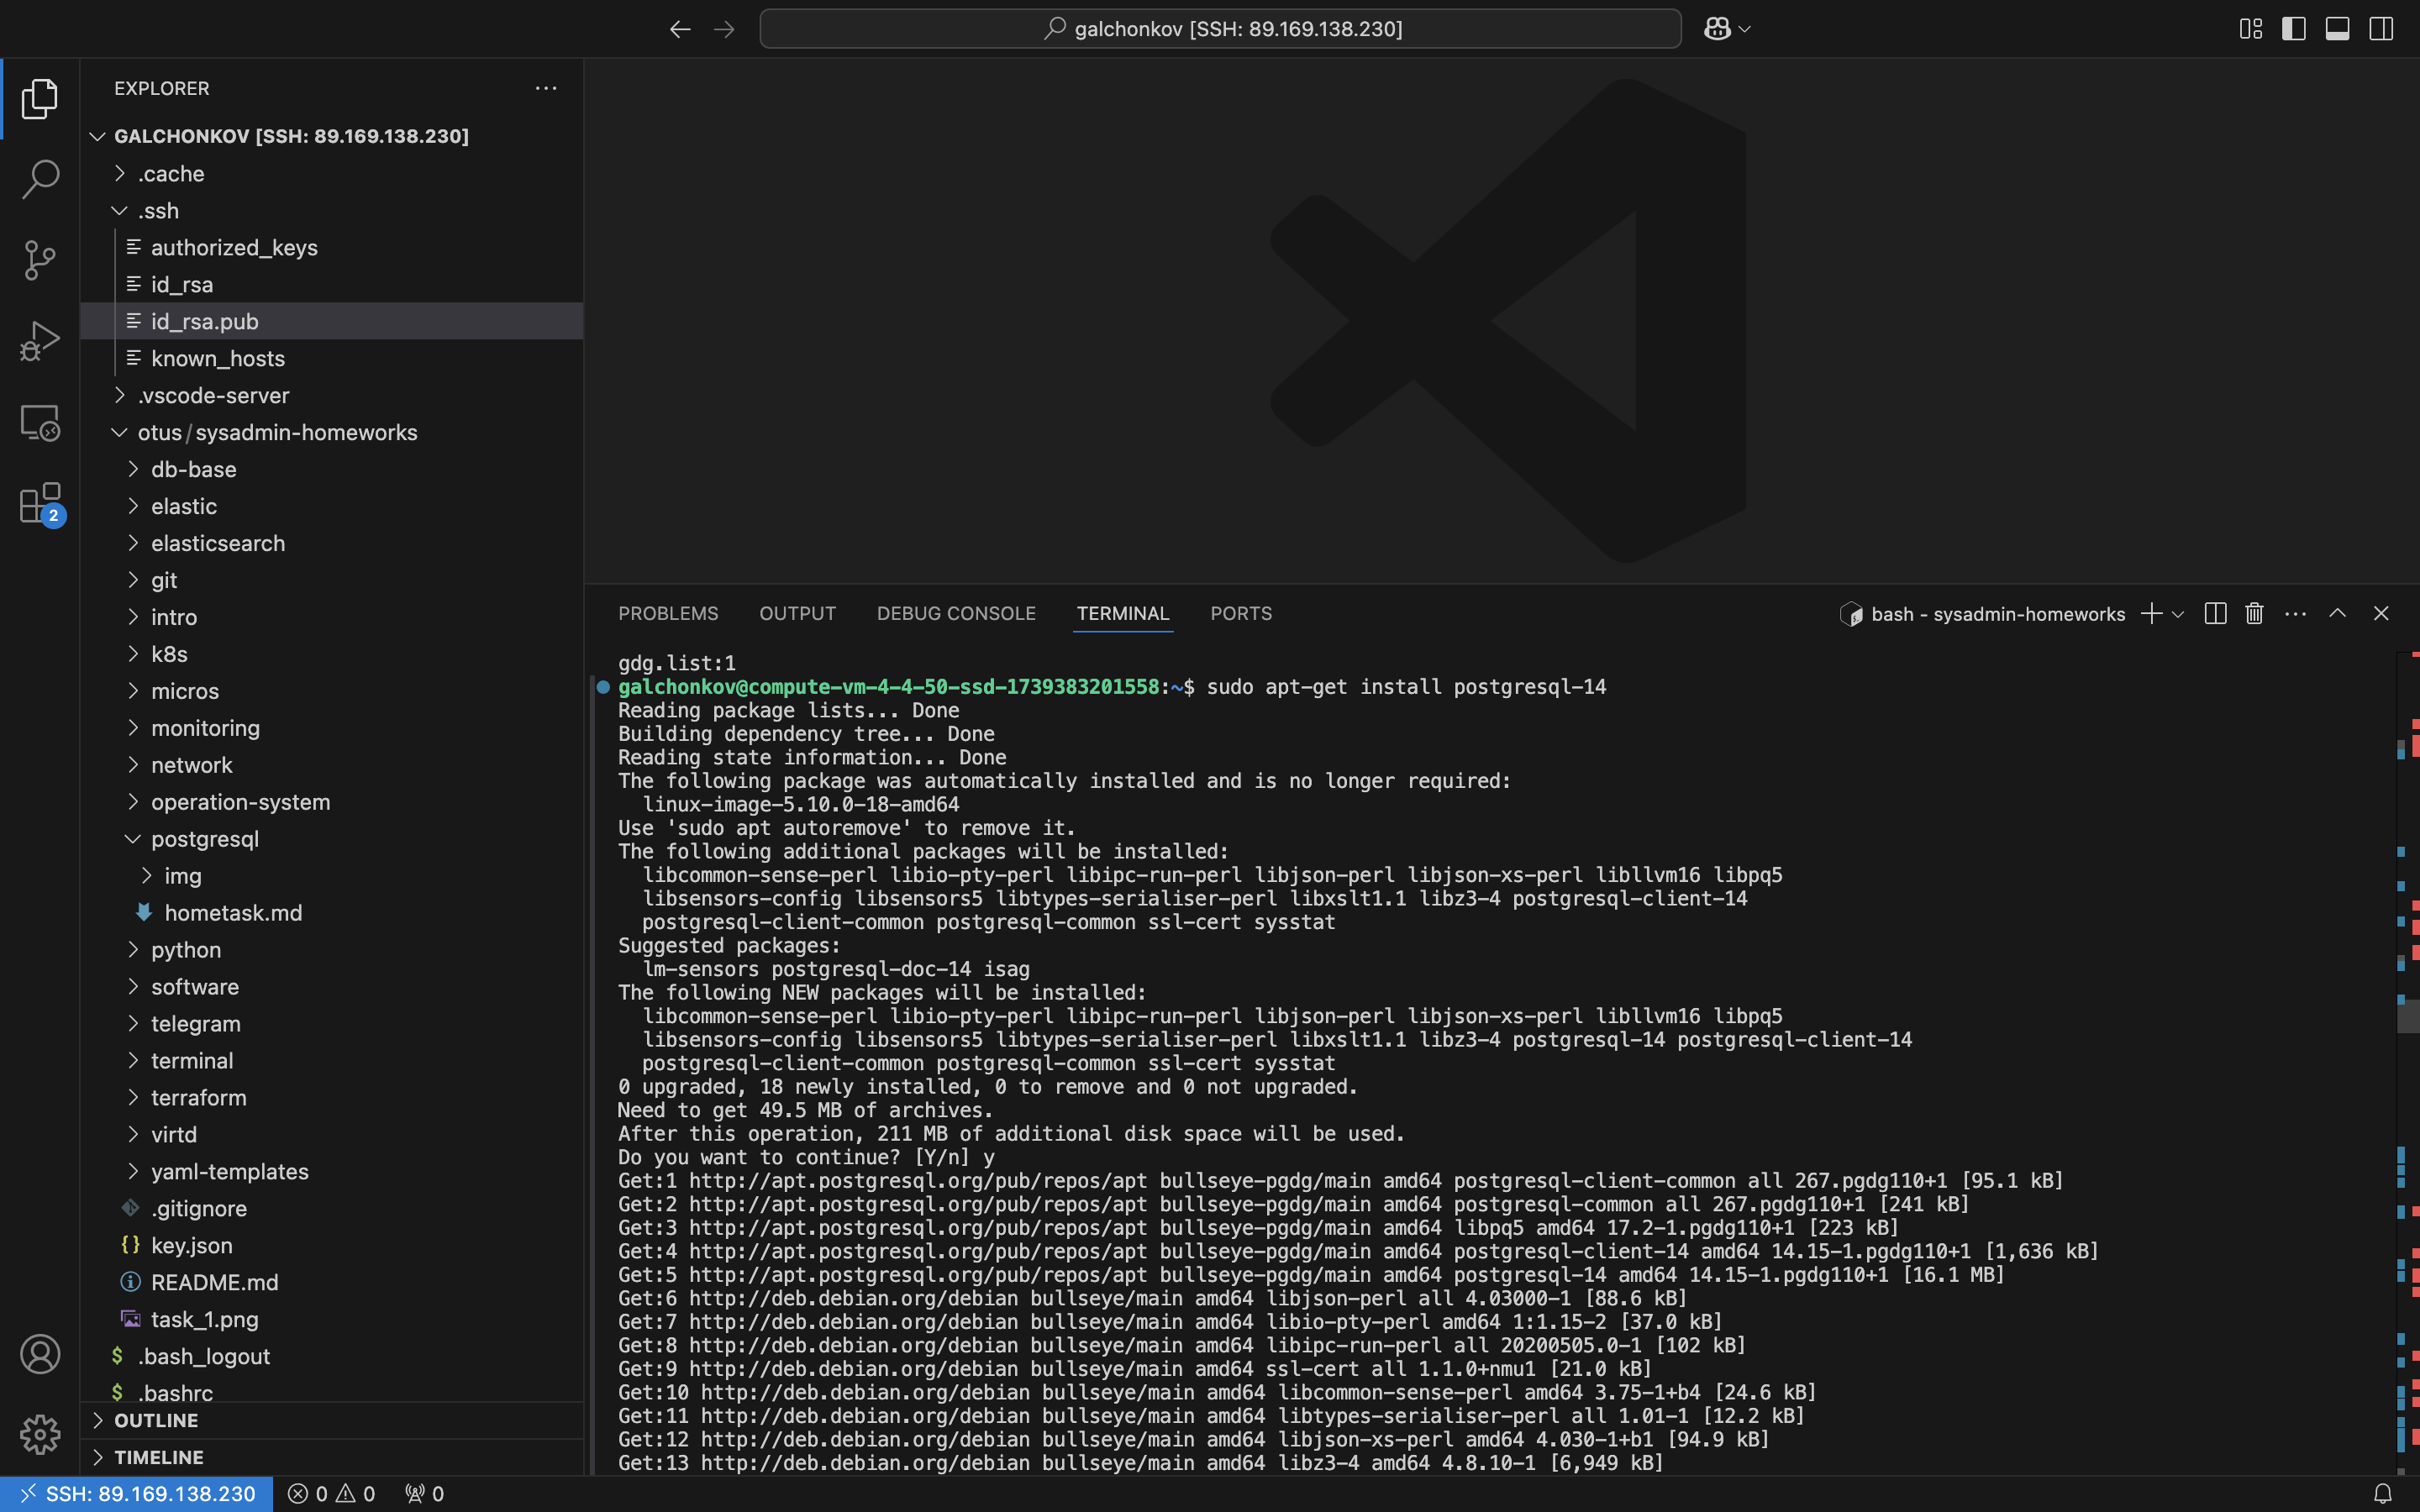 galchonkov [SSH: 89.169.138.230]
EXPLORER
GALCHONKOV [SSH: 89.169.138.230]
.cache
.ssh
authorized_keys
id_rsa
id_rsa.pub
known_hosts
.vscode-server
otus/sysadmin-homeworks
db-base
elastic
elasticsearch
git
intro
k8s
micros
monitoring
network
operation-system
postgresql
img
hometask.md
python
software
telegram
terminal
terraform
virtd
yaml-templates
.gitignore
{} key.json
README.md
task_1.png
$ .bash_logout
$ .bashrc
OUTLINE
TIMELINE
2
PROBLEMS OUTPUT DEBUG CONSOLE TERMINAL PORTS
bash - sysadmin-homeworks
gdg.list:1
galchonkov@compute-vm-4-4-50-ssd-1739383201558:~$ sudo apt-get install postgresql-14
Reading package lists... Done
Building dependency tree... Done
Reading state information... Done
The following package was automatically installed and is no longer required:
linux-image-5.10.0-18-amd64
Use 'sudo apt autoremove' to remove it.
The following additional packages will be installed:
libcommon-sense-perl libio-pty-perl libipc-run-perl libjson-perl libjson-xs-perl libllvm16 libpq5
libsensors-config libsensors5 libtypes-serialiser-perl libxslt1.1 libz3-4 postgresql-client-14
postgresql-client-common postgresql-common ssl-cert sysstat
Suggested packages:
lm-sensors postgresql-doc-14 isag
The following NEW packages will be installed:
libcommon-sense-perl libio-pty-perl libipc-run-perl libjson-perl libjson-xs-perl libllvm16 libpq5
libsensors-config libsensors5 libtypes-serialiser-perl libxslt1.1 libz3-4 postgresql-14 postgresql-client-14
postgresql-client-common postgresql-common ssl-cert sysstat
0 upgraded, 18 newly installed, 0 to remove and 0 not upgraded.
Need to get 49.5 MB of archives.
After this operation, 211 MB of additional disk space will be used.
Do you want to continue? [Y/n] y
Get:1 http://apt.postgresql.org/pub/repos/apt bullseye-pgdg/main amd64 postgresql-client-common all 267.pgdg110+1 [95.1 kB]
Get:2 http://apt.postgresql.org/pub/repos/apt bullseye-pgdg/main amd64 postgresql-common all 267.pgdg110+1 [241 kB]
Get:3 http://apt.postgresql.org/pub/repos/apt bullseye-pgdg/main amd64 libpq5 amd64 17.2-1.pgdg110+1 [223 kB]
Get:4 http://apt.postgresql.org/pub/repos/apt bullseye-pgdg/main amd64 postgresql-client-14 amd64 14.15-1.pgdg110+1 [1,636 kB]
Get:5 http://apt.postgresql.org/pub/repos/apt bullseye-pgdg/main amd64 postgresql-14 amd64 14.15-1.pgdg110+1 [16.1 MB]
Get:6 http://deb.debian.org/debian bullseye/main amd64 libjson-perl all 4.03000-1 [88.6 kB]
Get:7 http://deb.debian.org/debian bullseye/main amd64 libio-pty-perl amd64 1:1.15-2 [37.0 kB]
Get:8 http://deb.debian.org/debian bullseye/main amd64 libipc-run-perl all 20200505.0-1 [102 kB]
Get:9 http://deb.debian.org/debian bullseye/main amd64 ssl-cert all 1.1.0+nmu1 [21.0 kB]
Get:10 http://deb.debian.org/debian bullseye/main amd64 libcommon-sense-perl amd64 3.75-1+b4 [24.6 kB]
Get:11 http://deb.debian.org/debian bullseye/main amd64 libtypes-serialiser-perl all 1.01-1 [12.2 kB]
Get:12 http://deb.debian.org/debian bullseye/main amd64 libjson-xs-perl amd64 4.030-1+b1 [94.9 kB]
Get:13 http://deb.debian.org/debian bullseye/main amd64 libz3-4 amd64 4.8.10-1 [6,949 kB]
SSH: 89.169.138.230 0 0 0